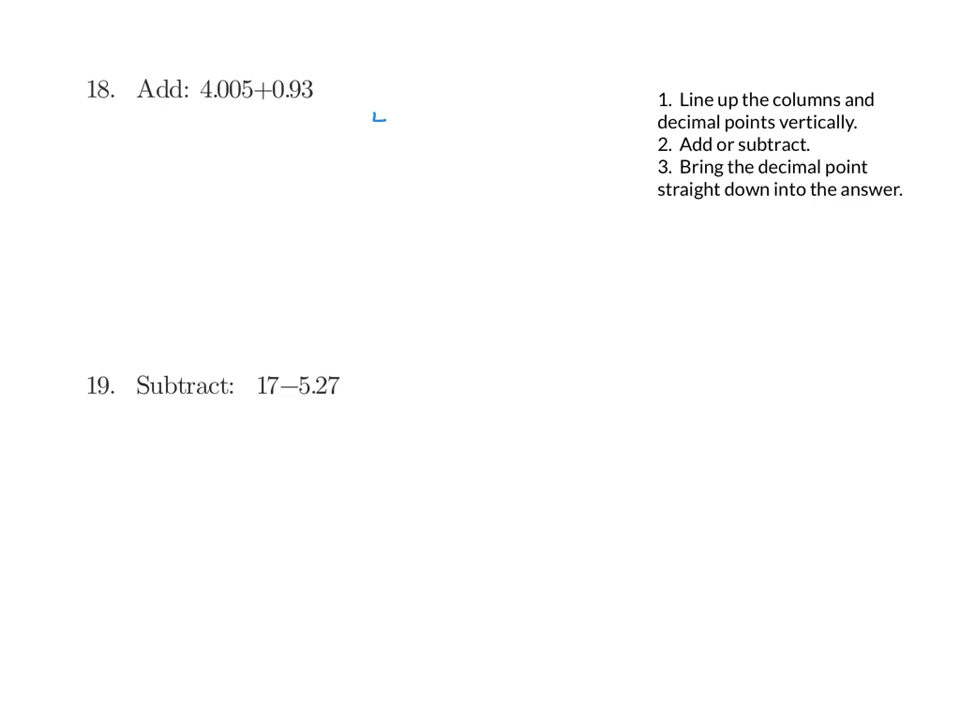 18. Add: 4.005+0.93
1. Line up the columns and
decimal points vertically.
2. Add or subtract.
3. Bring the decimal point
straight down into the answer.
19. Subtract: 17−5.27